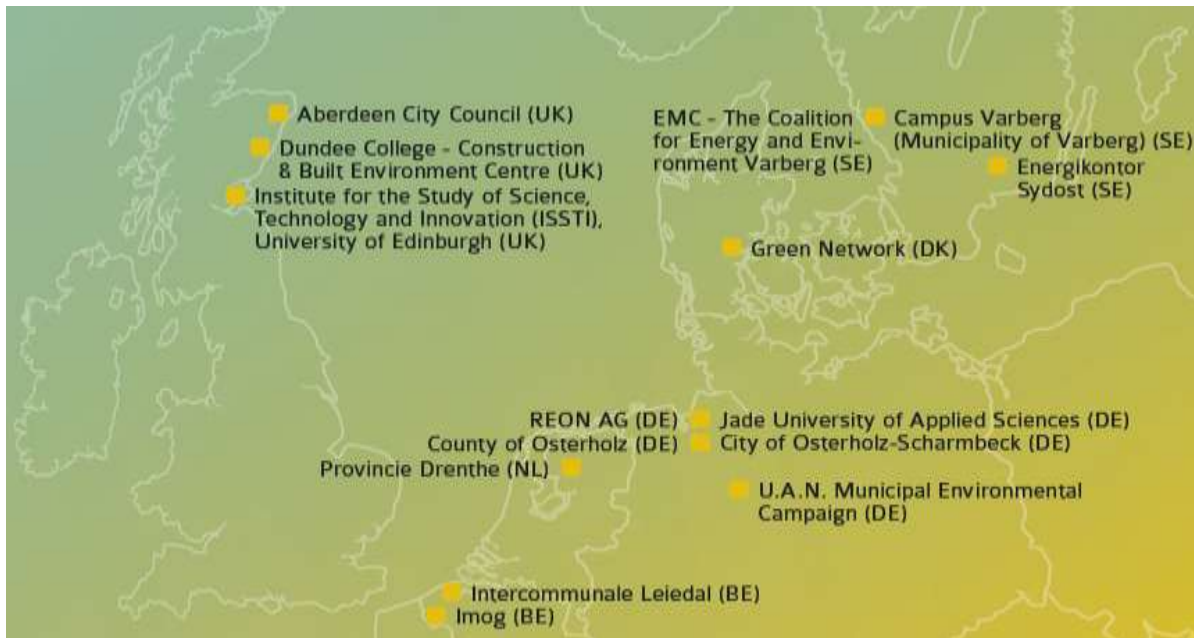 Aberdeen City Council (UK)
Dundee College - Construction
& Built Environment Centre (UK)
Institute for the Study of Science,
Technology and Innovation (ISSTI),
University of Edinburgh (UK)
EMC - The Coalition
for Energy and Envi-
ronment Varberg (SE)
Campus Varberg
(Municipality of Varberg) (SE)
Energikontor
Sydost (SE)
Green Network (DK)
REON AG (DE)
Jade University of Applied Sciences (DE)
County of Osterholz (DE)
City of Osterholz-Scharmbeck (DE)
Provincie Drenthe (NL)
U.A.N. Municipal Environmental
Campaign (DE)
Intercommunale Leiedal (BE)
Imog (BE)